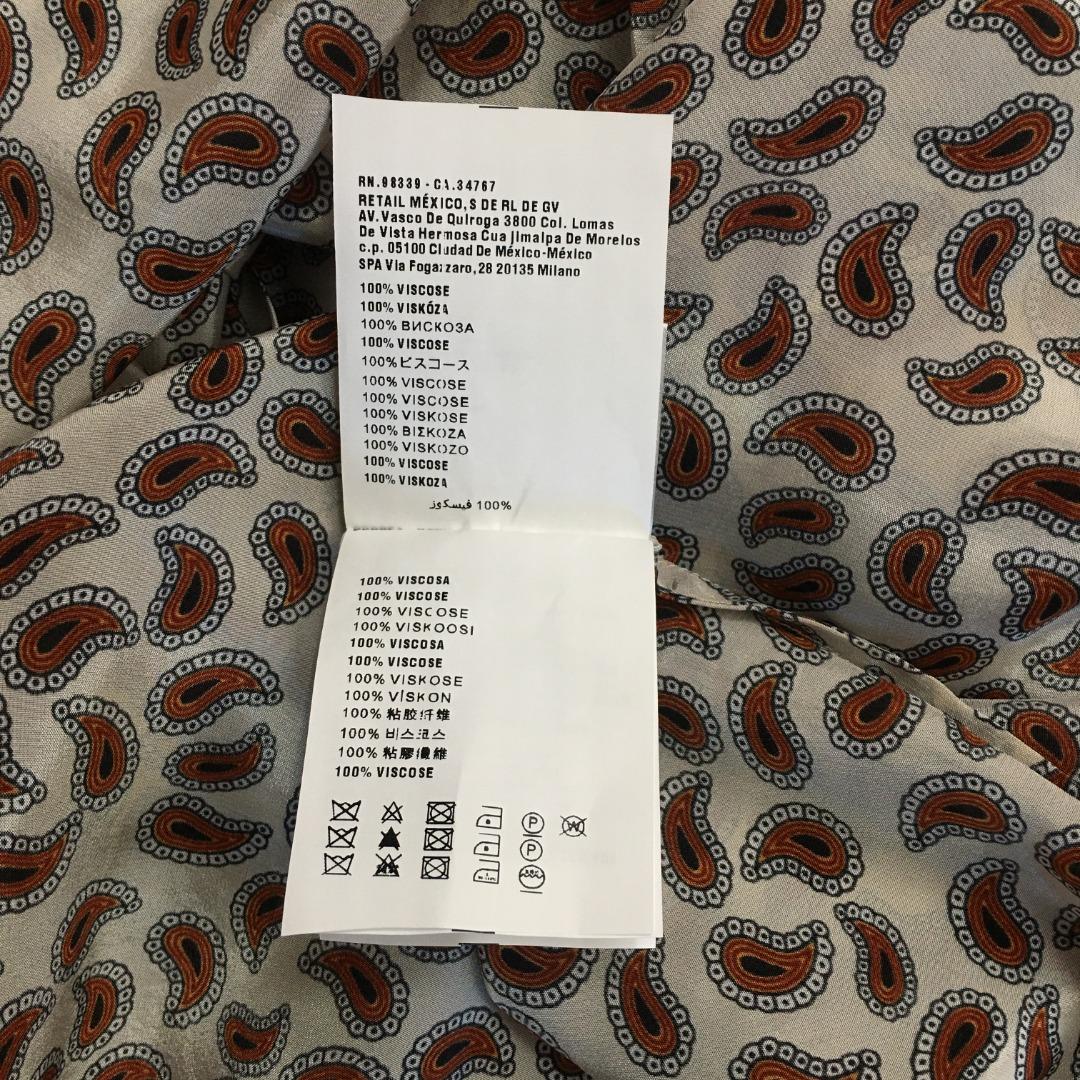 RN.98339 - CA.34767
RETAIL MÉXICO,S DE RL DE GV
AV.Vasco De Quiroga 3800 Col. Lomas
De Vista Hermosa Cuajimalpa De Morelos
c.p. 05100 Ciudad De México-México
SPA Via Fogazzaro,28 20135 Milano
100% VISCOSE
100% VISKÓZA
100% ВИСКОЗА
100% VISCOSE
100%ビスコース
100% VISCOSE
100% VISCOSE
100% VISKOSE
100% ΒΙΣΚΟΖΑ
100% VISKOZO
100% VISCOSE
100% VISKOZA
100% فيسكوز
100% VISCOSA
100% VISCOSE
100% VISCOSE
100% VISKOOSI
100% VISCOSA
100% VISCOSE
100% VISKOSE
100% VISKON
100% 粘胶纤维
100% 비스코스
100% 粘膠纖維
100% VISCOSE
P W
P